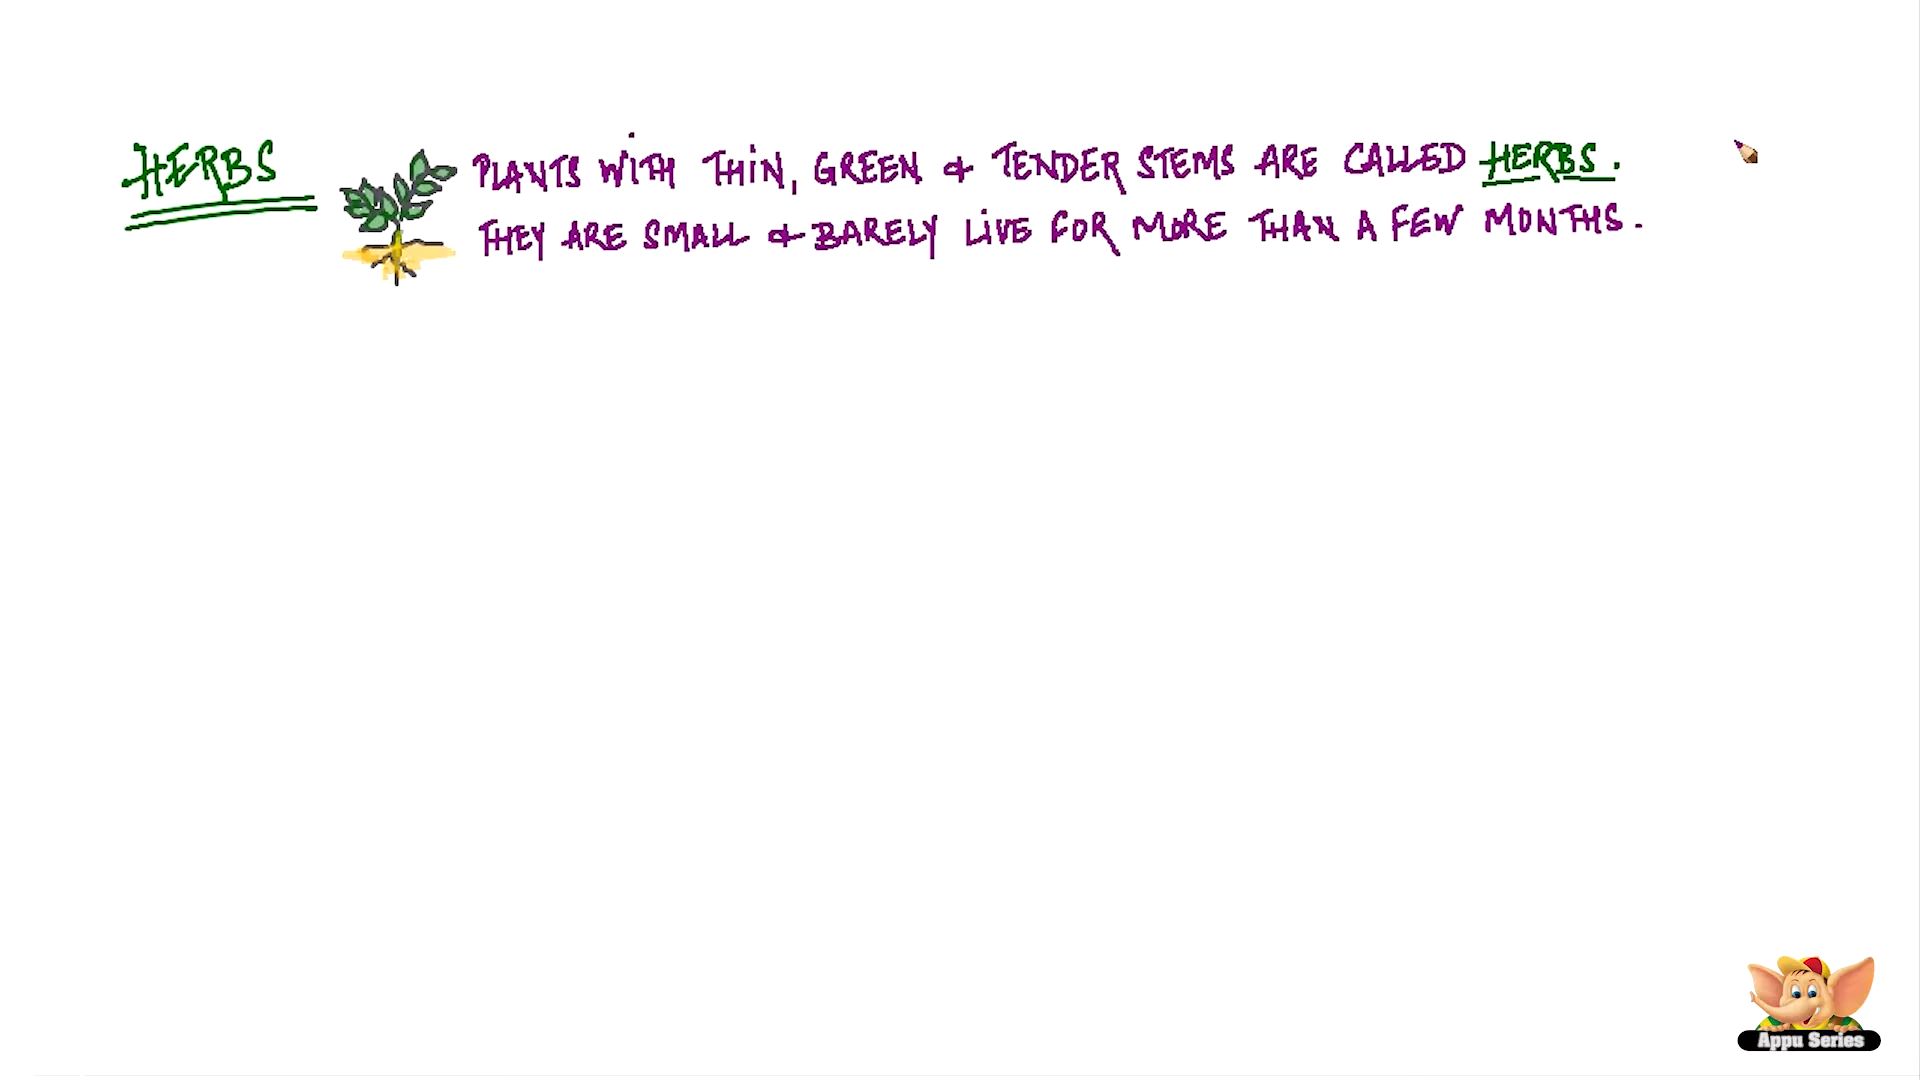 HERBS
PLANTS WITH THIN, GREEN & TENDER STEMS ARE CALLED HERBS.
THEY ARE SMALL & BARELY LIVE FOR MORE THAN A FEW MONTHS.
Appu Series